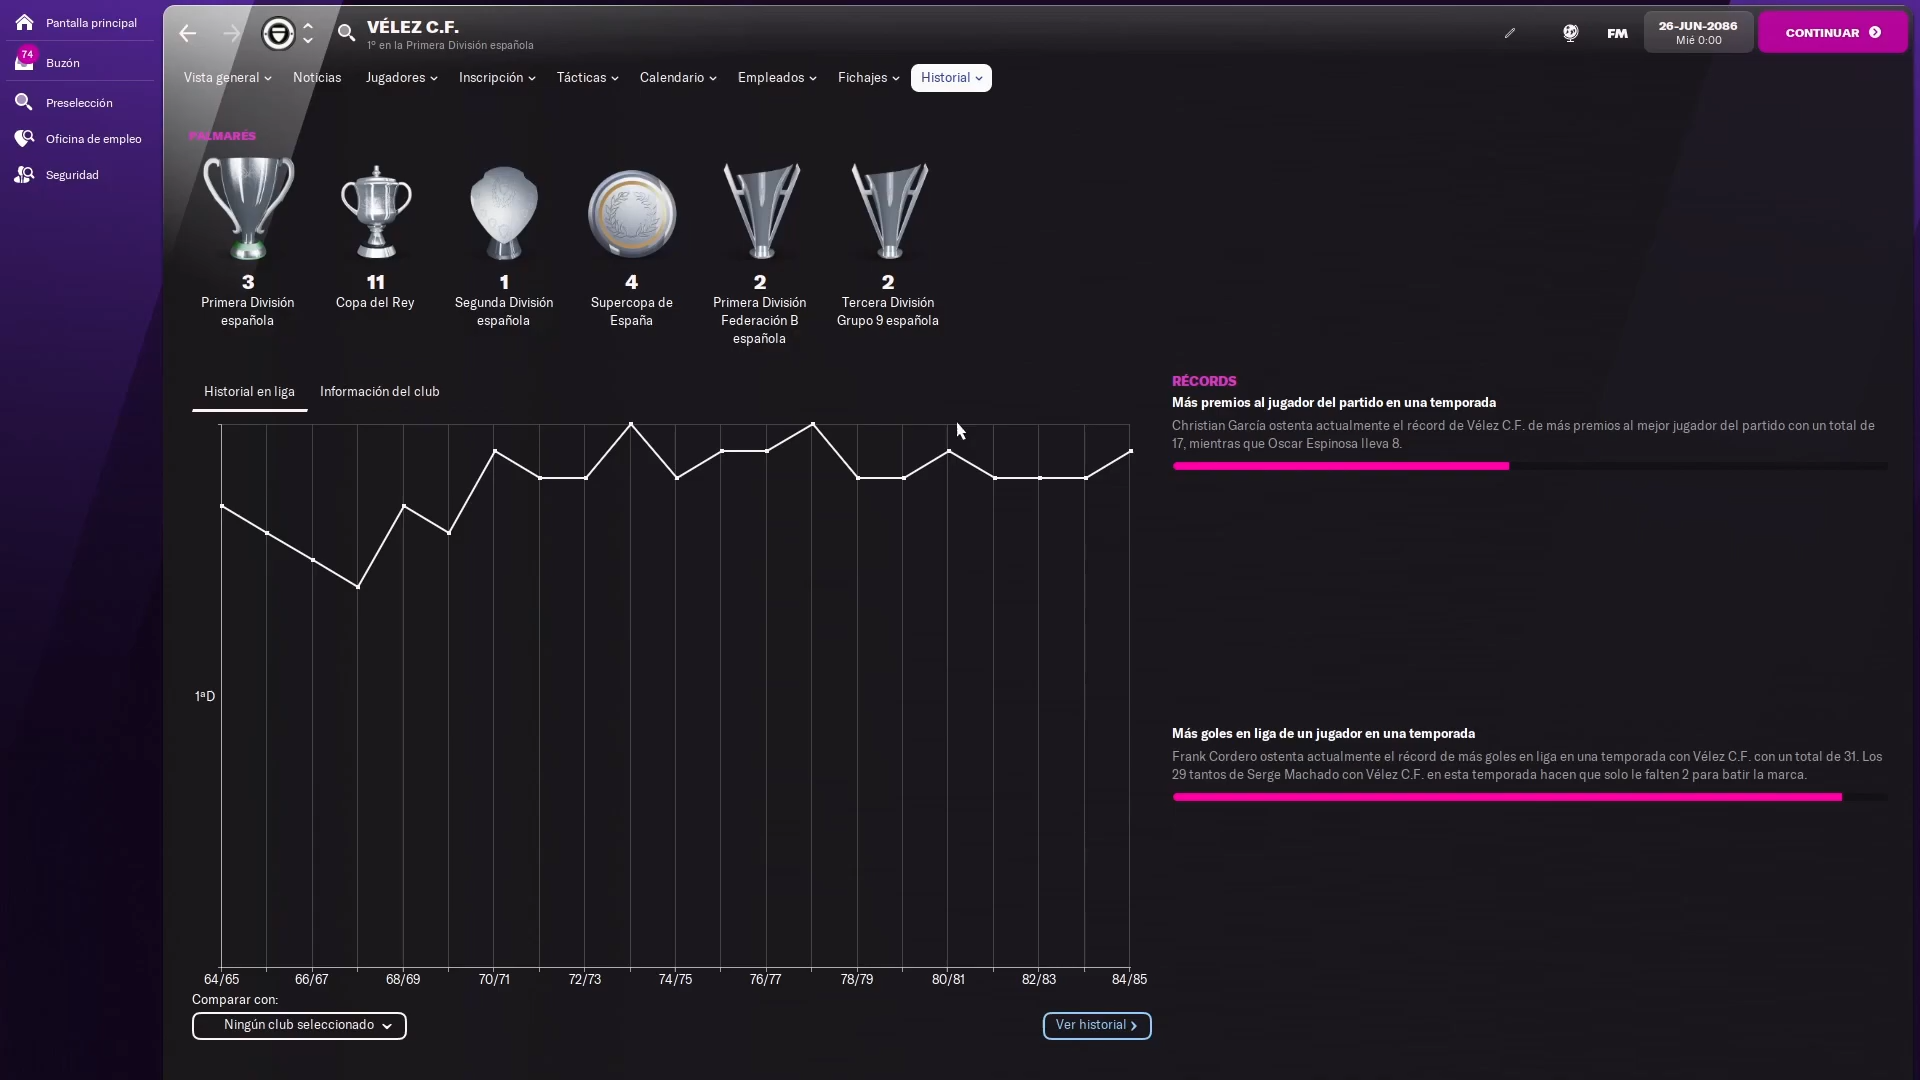 Pantalla principal
74
Buzón
Preselección
Oficina de empleo
Seguridad
VÉLEZ C.F.
1º en la Primera División española
FM
26-JUN-2086
Mié 0:00
CONTINUAR
Vista general
Noticias
Jugadores
Inscripción
Tácticas
Calendario
Empleados
Fichajes
Historial
PALMARÉS
3
Primera División
española
11
Copa del Rey
1
Segunda División
española
4
Supercopa de
España
2
Primera División
Federación B
española
2
Tercera División
Grupo 9 española
Historial en liga
Información del club
1ªD
64/65
66/67
68/69
70/71
72/73
74/75
76/77
78/79
80/81
82/83
84/85
Comparar con:
Ningún club seleccionado
Ver historial
RÉCORDS
Más premios al jugador del partido en una temporada
Christian García ostenta actualmente el récord de Vélez C.F. de más premios al mejor jugador del partido con un total de
17, mientras que Oscar Espinosa lleva 8.
Más goles en liga de un jugador en una temporada
Frank Cordero ostenta actualmente el récord de más goles en liga en una temporada con Vélez C.F. con un total de 31. Los
29 tantos de Serge Machado con Vélez C.F. en esta temporada hacen que solo le falten 2 para batir la marca.